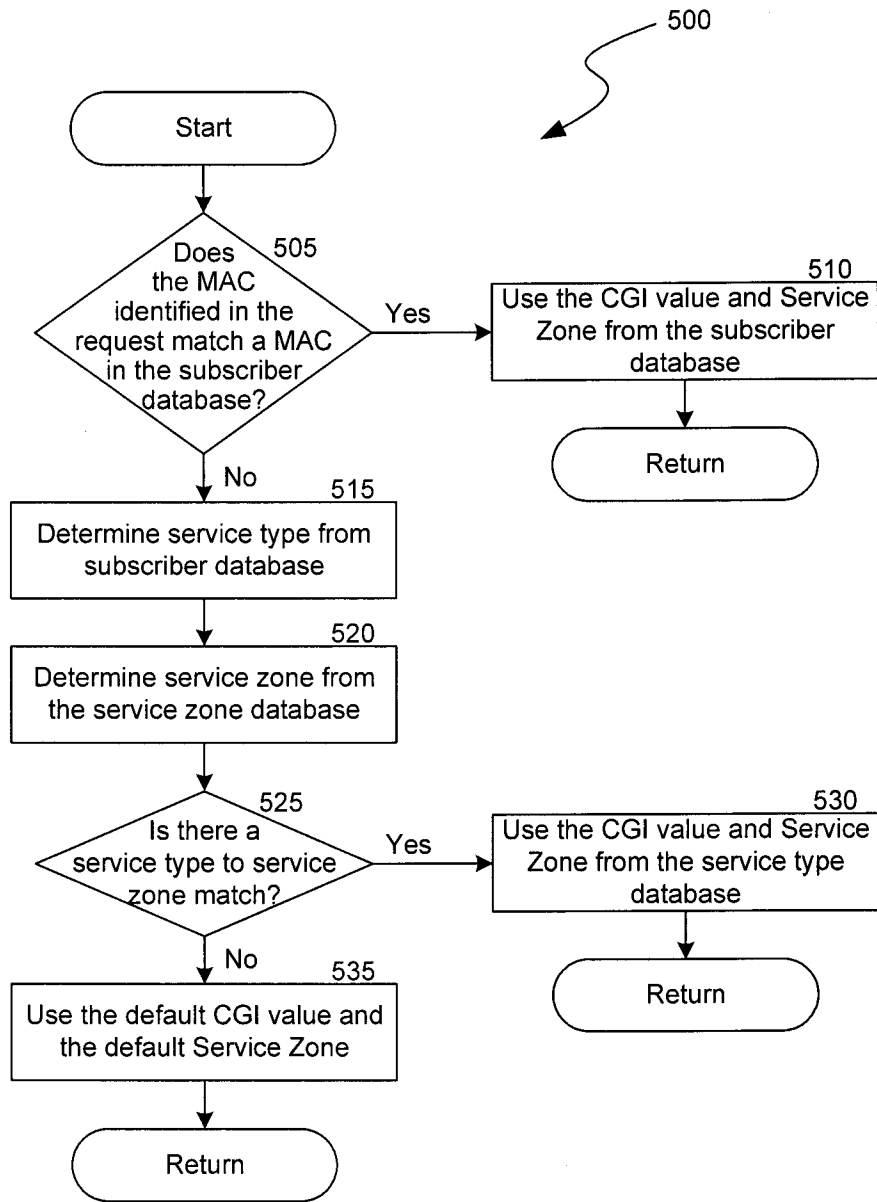 500
Start
505
Does
the MAC
identified in the
request match a MAC
in the subscriber
database?
Yes
510
Use the CGI value and Service
Zone from the subscriber
database
Return
No
515
Determine service type from
subscriber database
520
Determine service zone from
the service zone database
525
Is there a
service type to service
zone match?
Yes
530
Use the CGI value and Service
Zone from the service type
database
Return
No
535
Use the default CGI value and
the default Service Zone
Return